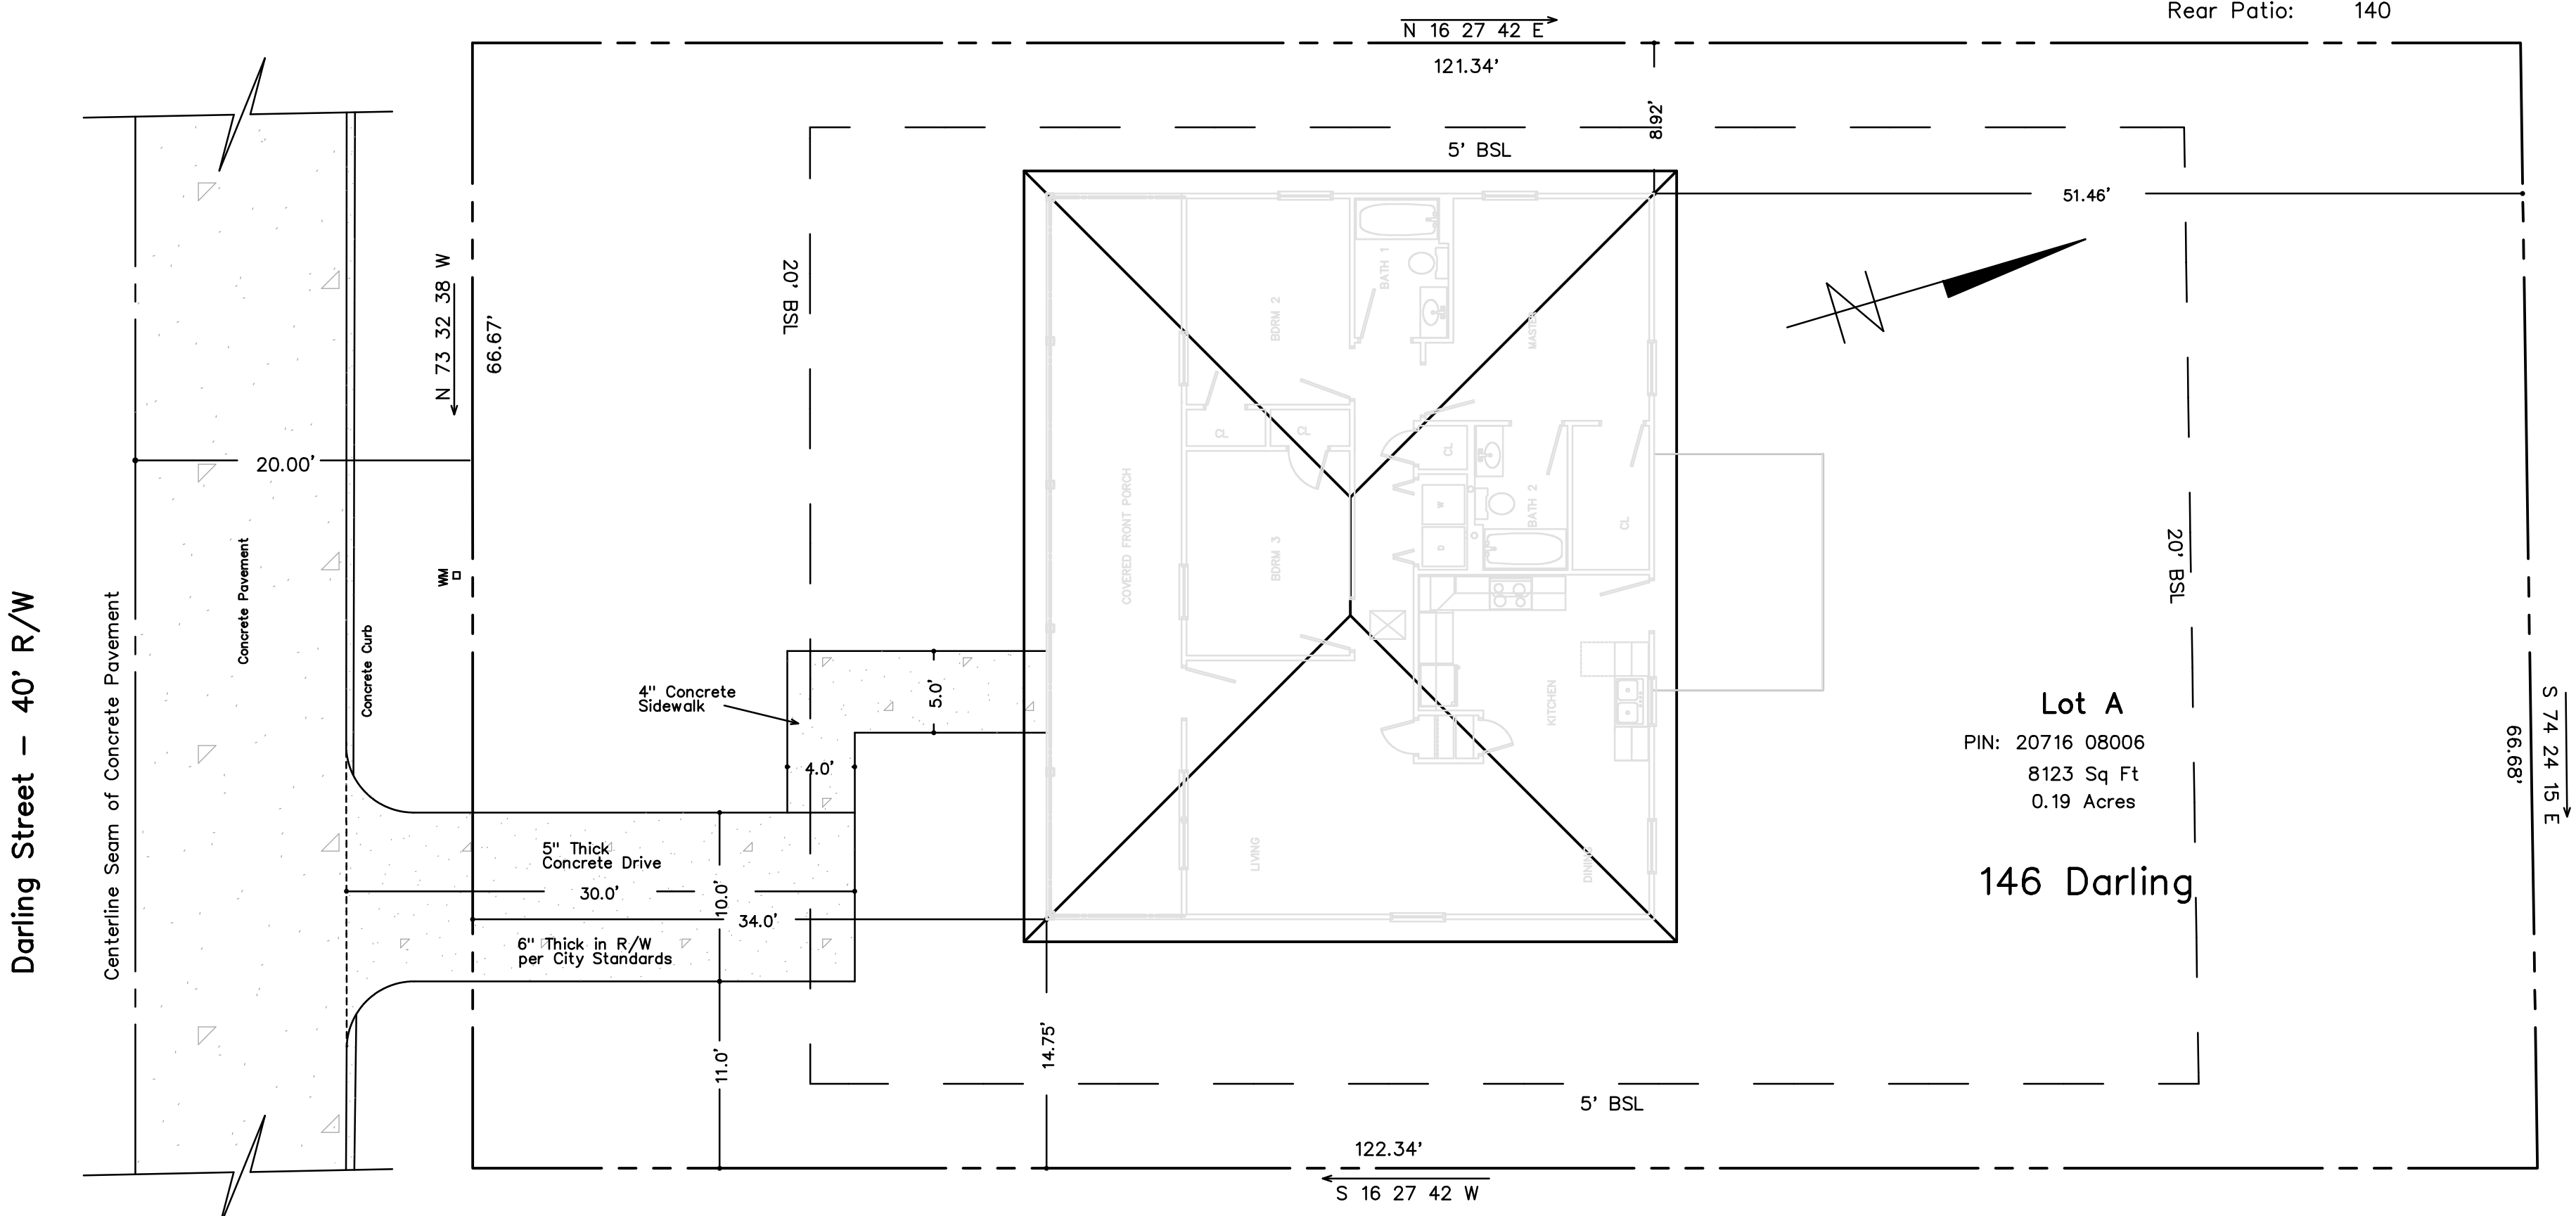 Rear Patio: 140
N 16 27 42 E
121.34'
8.92'
5' BSL
51.46'
N 73 32 38 W
66.67'
20' BSL
BATH 1
BDRM 2
MASTER
N
20.00'
CL
CL
CL
CL
COVERED FRONT PORCH
BDRM 3
W
D
BATH 2
20' BSL
WM
Darling Street - 40' R/W
Centerline Seam of Concrete Pavement
Concrete Pavement
Concrete Curb
4" Concrete
Sidewalk
5.0'
4.0'
KITCHEN
Lot A
PIN: 20716 08006
8123 Sq Ft
0.19 Acres
S 74 24 15 E
66.68'
5" Thick
Concrete Drive
30.0'
10.0'
34.0'
LIVING
DINING
146 Darling
6" Thick in R/W
per City Standards
11.0'
14.75'
5' BSL
122.34'
S 16 27 42 W